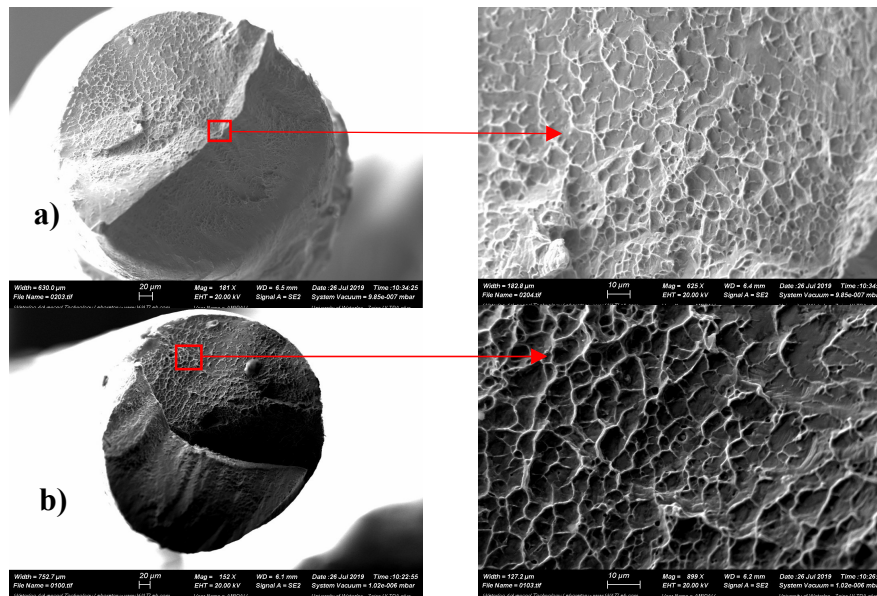 a)
Width = 630.0 µm Mag = 181 X WD = 6.5 mm Date :26 Jul 2019 Time :10:34:25
20 µm
File Name = 0203.tif EHT = 20.00 kV Signal A = SE2 System Vacuum = 9.85e-007 mbar
Width = 182.8 µm Mag = 625 X WD = 6.4 mm Date :26 Jul 2019 Time :10:34:
10 µm
File Name = 0204.tif EHT = 20.00 kV Signal A = SE2 System Vacuum = 9.85e-007 mbar
b)
Width = 752.7 µm Mag = 152 X WD = 6.1 mm Date :26 Jul 2019 Time :10:22:55
20 µm
File Name = 0100.tif EHT = 20.00 kV Signal A = SE2 System Vacuum = 1.02e-006 mbar
Width = 127.2 µm Mag = 899 X WD = 6.2 mm Date :26 Jul 2019 Time :10:26:
10 µm
File Name = 0103.tif EHT = 20.00 kV Signal A = SE2 System Vacuum = 1.02e-006 mbar